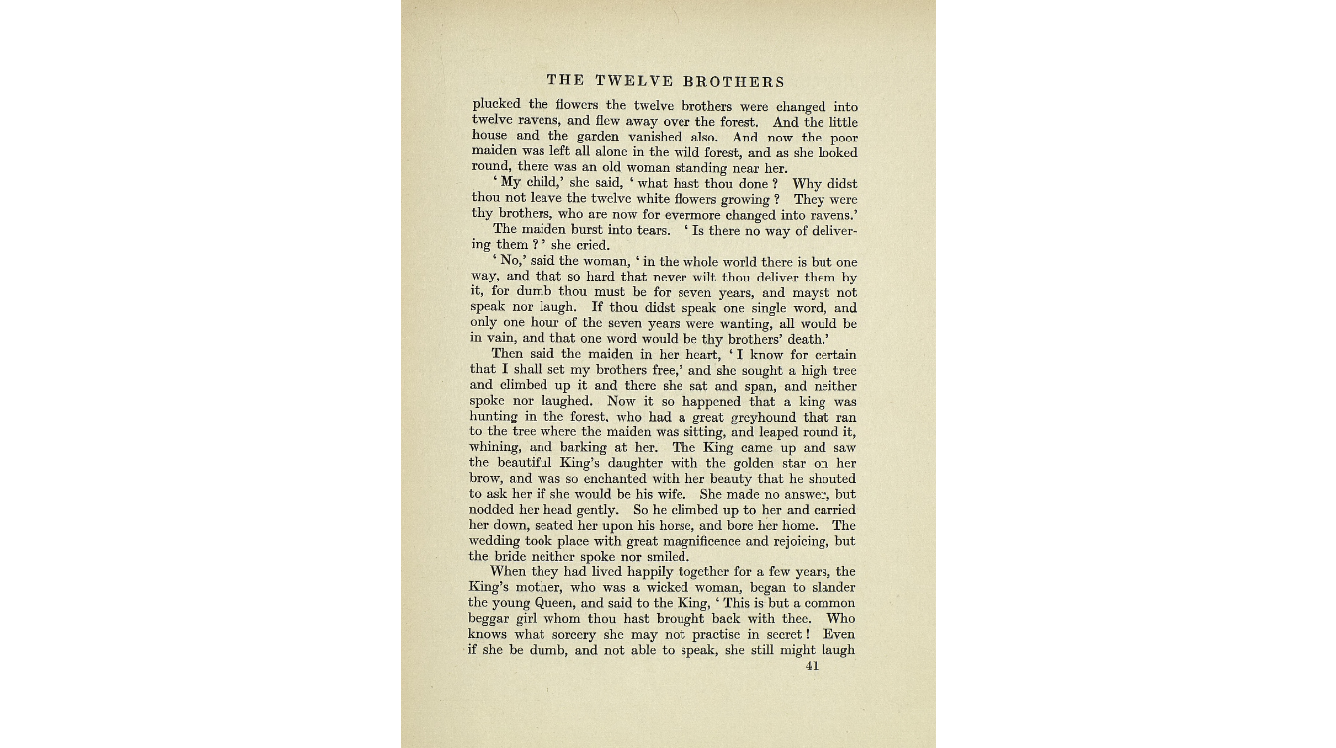 THE TWELVE BROTHERS
plucked the flowers the twelve brothers were changed into
twelve ravens, and flew away over the forest. And the little
house and the garden vanished also. And now the poor
maiden was left all alone in the wild forest, and as she looked
round, there was an old woman standing near her.
‘ My child,’ she said, ‘ what hast thou done ? Why didst
thou not leave the twelve white flowers growing ? They were
thy brothers, who are now for evermore changed into ravens.’
The maiden burst into tears. ‘ Is there no way of deliver-
ing them ? ’ she cried.
‘ No,’ said the woman, ‘ in the whole world there is but one
way, and that so hard that never wilt thou deliver them by
it, for dumb thou must be for seven years, and mayst not
speak nor laugh. If thou didst speak one single word, and
only one hour of the seven years were wanting, all would be
in vain, and that one word would be thy brothers’ death.’
Then said the maiden in her heart, ‘ I know for certain
that I shall set my brothers free,’ and she sought a high tree
and climbed up it and there she sat and span, and neither
spoke nor laughed. Now it so happened that a king was
hunting in the forest, who had a great greyhound that ran
to the tree where the maiden was sitting, and leaped round it,
whining, and barking at her. The King came up and saw
the beautiful King’s daughter with the golden star on her
brow, and was so enchanted with her beauty that he shouted
to ask her if she would be his wife. She made no answer, but
nodded her head gently. So he climbed up to her and carried
her down, seated her upon his horse, and bore her home. The
wedding took place with great magnificence and rejoicing, but
the bride neither spoke nor smiled.
When they had lived happily together for a few years, the
King’s mother, who was a wicked woman, began to slander
the young Queen, and said to the King, ‘ This is but a common
beggar girl whom thou hast brought back with thee. Who
knows what sorcery she may not practise in secret ! Even
if she be dumb, and not able to speak, she still might laugh
41